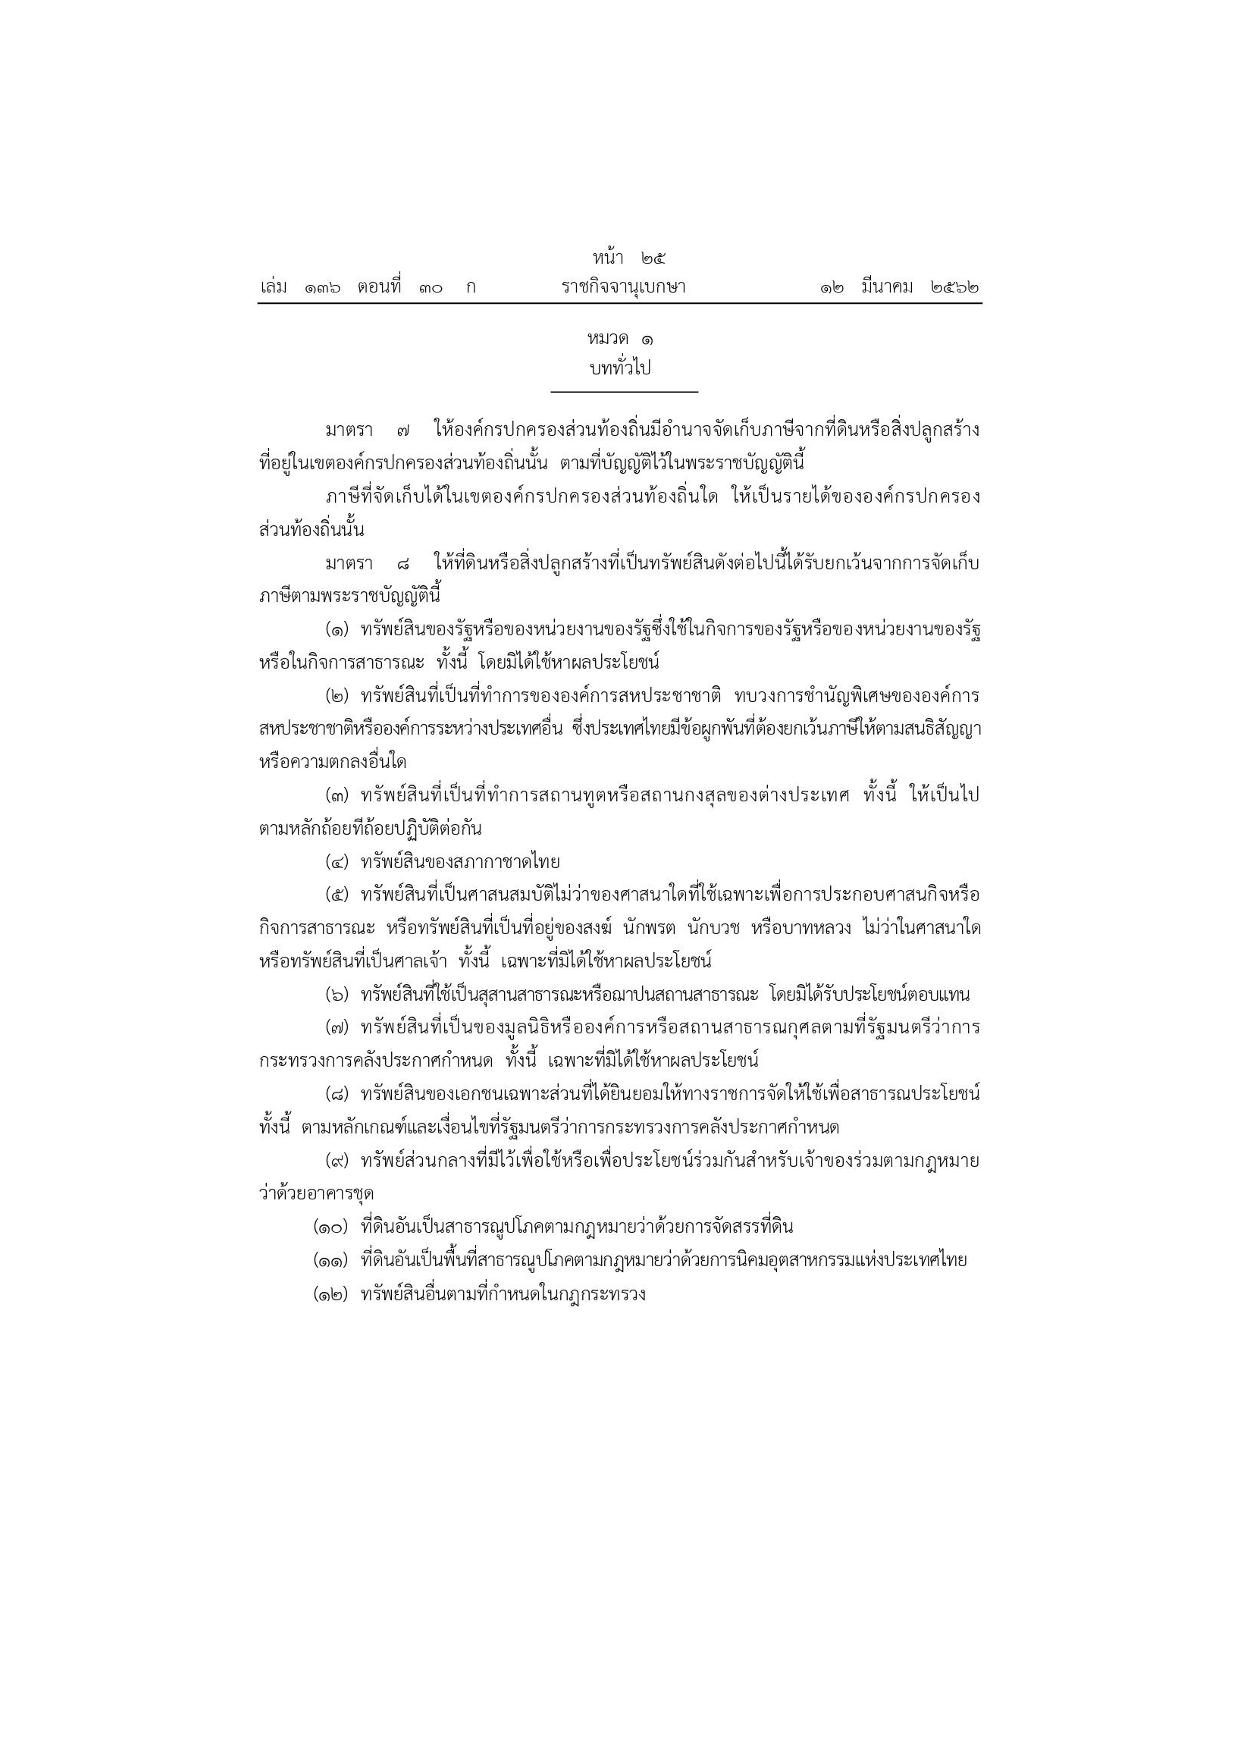 หน้า ๒๕
เล่ม ๑๓๖ ตอนที่ ๓๐ ก ราชกิจจานุเบกษา ๑๒ มีนาคม ๒๕๖๒
หมวด ๑
บททั่วไป
มาตรา ๗ ให้องค์กรปกครองส่วนท้องถิ่นมีอำนาจจัดเก็บภาษีจากที่ดินหรือสิ่งปลูกสร้าง
ที่อยู่ในเขตองค์กรปกครองส่วนท้องถิ่นนั้น ตามที่บัญญัติไว้ในพระราชบัญญัตินี้
ภาษีที่จัดเก็บได้ในเขตองค์กรปกครองส่วนท้องถิ่นใด ให้เป็นรายได้ขององค์กรปกครอง
ส่วนท้องถิ่นนั้น
มาตรา ๘ ให้ที่ดินหรือสิ่งปลูกสร้างที่เป็นทรัพย์สินดังต่อไปนี้ได้รับยกเว้นจากการจัดเก็บ
ภาษีตามพระราชบัญญัตินี้
(๑) ทรัพย์สินของรัฐหรือของหน่วยงานของรัฐซึ่งใช้ในกิจการของรัฐหรือของหน่วยงานของรัฐ
หรือในกิจการสาธารณะ ทั้งนี้ โดยมิได้ใช้หาผลประโยชน์
(๒) ทรัพย์สินที่เป็นที่ทำการขององค์การสหประชาชาติ ทบวงการชำนัญพิเศษขององค์การ
สหประชาชาติหรือองค์การระหว่างประเทศอื่น ซึ่งประเทศไทยมีข้อผูกพันที่ต้องยกเว้นภาษีให้ตามสนธิสัญญา
หรือความตกลงอื่นใด
(๓) ทรัพย์สินที่เป็นที่ทำการสถานทูตหรือสถานกงสุลของต่างประเทศ ทั้งนี้ ให้เป็นไป
ตามหลักถ้อยทีถ้อยปฏิบัติต่อกัน
(๔) ทรัพย์สินของสภากาชาดไทย
(๕) ทรัพย์สินที่เป็นศาสนสมบัติไม่ว่าของศาสนาใดที่ใช้เฉพาะเพื่อการประกอบศาสนกิจหรือ
กิจการสาธารณะ หรือทรัพย์สินที่เป็นที่อยู่ของสงฆ์ นักพรต นักบวช หรือบาทหลวง ไม่ว่าในศาสนาใด
หรือทรัพย์สินที่เป็นศาลเจ้า ทั้งนี้ เฉพาะที่มิได้ใช้หาผลประโยชน์
(๖) ทรัพย์สินที่ใช้เป็นสุสานสาธารณะหรือฌาปนสถานสาธารณะ โดยมิได้รับประโยชน์ตอบแทน
(๗) ทรัพย์สินที่เป็นของมูลนิธิหรือองค์การหรือสถานสาธารณกุศลตามที่รัฐมนตรีว่าการ
กระทรวงการคลังประกาศกำหนด ทั้งนี้ เฉพาะที่มิได้ใช้หาผลประโยชน์
(๘) ทรัพย์สินของเอกชนเฉพาะส่วนที่ได้ยินยอมให้ทางราชการจัดให้ใช้เพื่อสาธารณประโยชน์
ทั้งนี้ ตามหลักเกณฑ์และเงื่อนไขที่รัฐมนตรีว่าการกระทรวงการคลังประกาศกำหนด
(๙) ทรัพย์ส่วนกลางที่มีไว้เพื่อใช้หรือเพื่อประโยชน์ร่วมกันสำหรับเจ้าของร่วมตามกฎหมาย
ว่าด้วยอาคารชุด
(๑๐) ที่ดินอันเป็นสาธารณูปโภคตามกฎหมายว่าด้วยการจัดสรรที่ดิน
(๑๑) ที่ดินอันเป็นพื้นที่สาธารณูปโภคตามกฎหมายว่าด้วยการนิคมอุตสาหกรรมแห่งประเทศไทย
(๑๒) ทรัพย์สินอื่นตามที่กำหนดในกฎกระทรวง